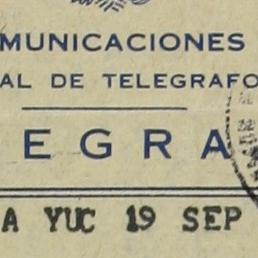 MUNICACIONES
AL DE TELEGRAFO
EGRA
A YUC 19 SEP